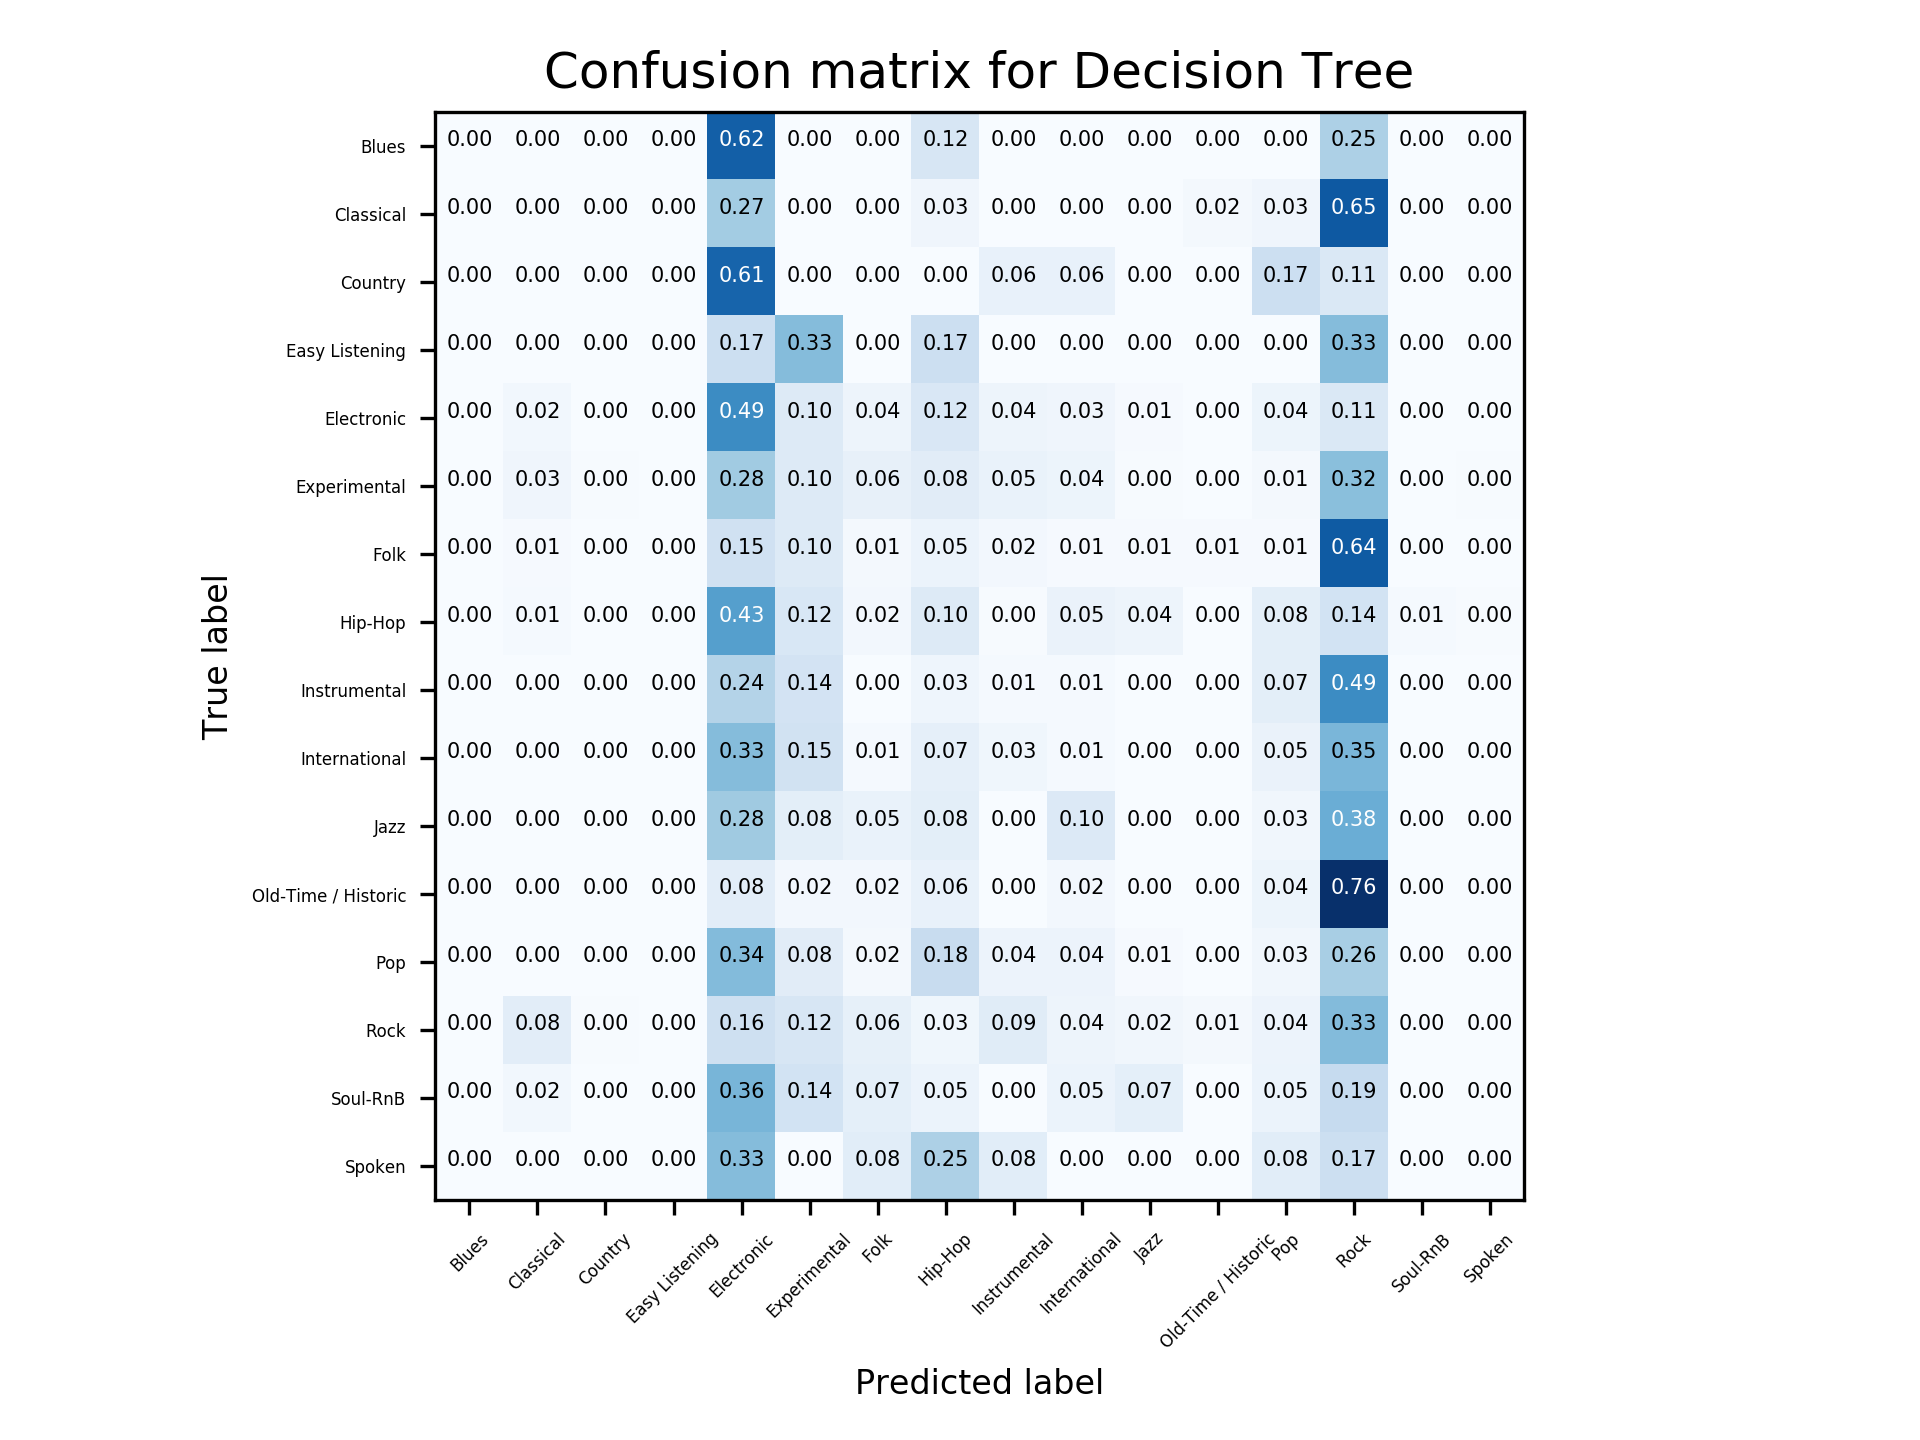 Confusion matrix for Decision Tree
True label
Blues 0.00 0.00 0.00 0.00 0.62 0.00 0.00 0.12 0.00 0.00 0.00 0.00 0.00 0.25 0.00 0.00
Classical 0.00 0.00 0.00 0.00 0.27 0.00 0.00 0.03 0.00 0.00 0.00 0.02 0.03 0.65 0.00 0.00
Country 0.00 0.00 0.00 0.00 0.61 0.00 0.00 0.00 0.06 0.06 0.00 0.00 0.17 0.11 0.00 0.00
Easy Listening 0.00 0.00 0.00 0.00 0.17 0.33 0.00 0.17 0.00 0.00 0.00 0.00 0.00 0.33 0.00 0.00
Electronic 0.00 0.02 0.00 0.00 0.49 0.10 0.04 0.12 0.04 0.03 0.01 0.00 0.04 0.11 0.00 0.00
Experimental 0.00 0.03 0.00 0.00 0.28 0.10 0.06 0.08 0.05 0.04 0.00 0.00 0.01 0.32 0.00 0.00
Folk 0.00 0.01 0.00 0.00 0.15 0.10 0.01 0.05 0.02 0.01 0.01 0.01 0.01 0.64 0.00 0.00
Hip-Hop 0.00 0.01 0.00 0.00 0.43 0.12 0.02 0.10 0.00 0.05 0.04 0.00 0.08 0.14 0.01 0.00
Instrumental 0.00 0.00 0.00 0.00 0.24 0.14 0.00 0.03 0.01 0.01 0.00 0.00 0.07 0.49 0.00 0.00
International 0.00 0.00 0.00 0.00 0.33 0.15 0.01 0.07 0.03 0.01 0.00 0.00 0.05 0.35 0.00 0.00
Jazz 0.00 0.00 0.00 0.00 0.28 0.08 0.05 0.08 0.00 0.10 0.00 0.00 0.03 0.38 0.00 0.00
Old-Time / Historic 0.00 0.00 0.00 0.00 0.08 0.02 0.02 0.06 0.00 0.02 0.00 0.00 0.04 0.76 0.00 0.00
Pop 0.00 0.00 0.00 0.00 0.34 0.08 0.02 0.18 0.04 0.04 0.01 0.00 0.03 0.26 0.00 0.00
Rock 0.00 0.08 0.00 0.00 0.16 0.12 0.06 0.03 0.09 0.04 0.02 0.01 0.04 0.33 0.00 0.00
Soul-RnB 0.00 0.02 0.00 0.00 0.36 0.14 0.07 0.05 0.00 0.05 0.07 0.00 0.05 0.19 0.00 0.00
Spoken 0.00 0.00 0.00 0.00 0.33 0.00 0.08 0.25 0.08 0.00 0.00 0.00 0.08 0.17 0.00 0.00
Blues Classical Country Easy Listening Electronic Experimental Folk Hip-Hop Instrumental International Jazz Old-Time / Historic Pop Rock Soul-RnB Spoken
Predicted label